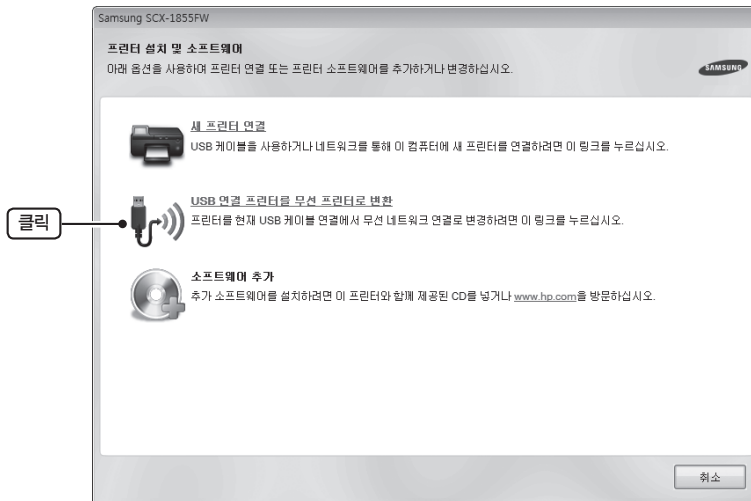 Samsung SCX-1855FW
프린터 설치 및 소프트웨어
아래 옵션을 사용하여 프린터 연결 또는 프린터 소프트웨어를 추가하거나 변경하십시오.
SAMSUNG
새 프린터 연결
USB 케이블을 사용하거나 네트워크를 통해 이 컴퓨터에 새 프린터를 연결하려면 이 링크를 누르십시오.
USB 연결 프린터를 무선 프린터로 변환
클릭
프린터를 현재 USB 케이블 연결에서 무선 네트워크 연결로 변경하려면 이 링크를 누르십시오.
소프트웨어 추가
추가 소프트웨어를 설치하려면 이 프린터와 함께 제공된 CD를 넣거나 www.hp.com을 방문하십시오.
취소